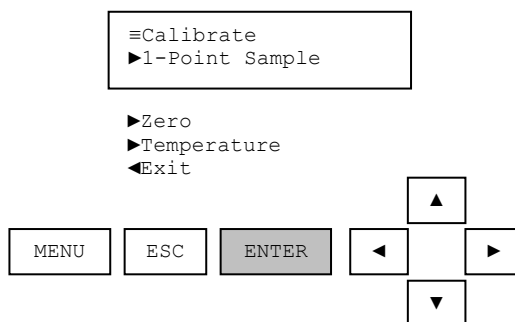 ≡Calibrate
►1-Point Sample
►Zero
►Temperature
◄Exit
▲
MENU ESC ENTER ◄ ►
▼